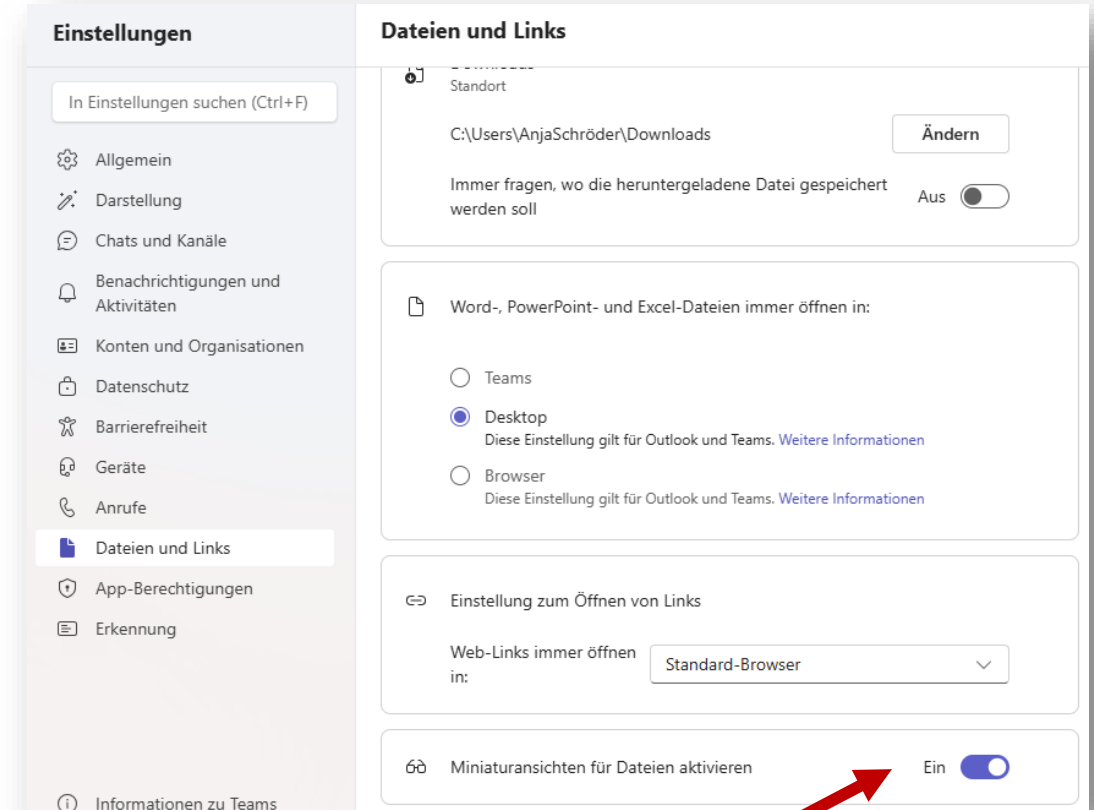 Einstellungen
In Einstellungen suchen (Ctrl+F)
Allgemein
Darstellung
Chats und Kanäle
Benachrichtigungen und
Aktivitäten
Konten und Organisationen
Datenschutz
Barrierefreiheit
Geräte
Anrufe
Dateien und Links
App-Berechtigungen
Erkennung
Informationen zu Teams
Dateien und Links
Standort
C:\Users\AnjaSchröder\Downloads
Ändern
Immer fragen, wo die heruntergeladene Datei gespeichert
werden soll
Aus
Word-, PowerPoint- und Excel-Dateien immer öffnen in:
Teams
Desktop
Diese Einstellung gilt für Outlook und Teams. Weitere Informationen
Browser
Diese Einstellung gilt für Outlook und Teams. Weitere Informationen
Einstellung zum Öffnen von Links
Web-Links immer öffnen
in:
Standard-Browser
Miniaturansichten für Dateien aktivieren
Ein